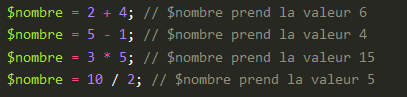 $nombre = 2 + 4; // $nombre prend la valeur 6
$nombre = 5 - 1; // $nombre prend la valeur 4
$nombre = 3 * 5; // $nombre prend la valeur 15
$nombre = 10 / 2; // $nombre prend la valeur 5